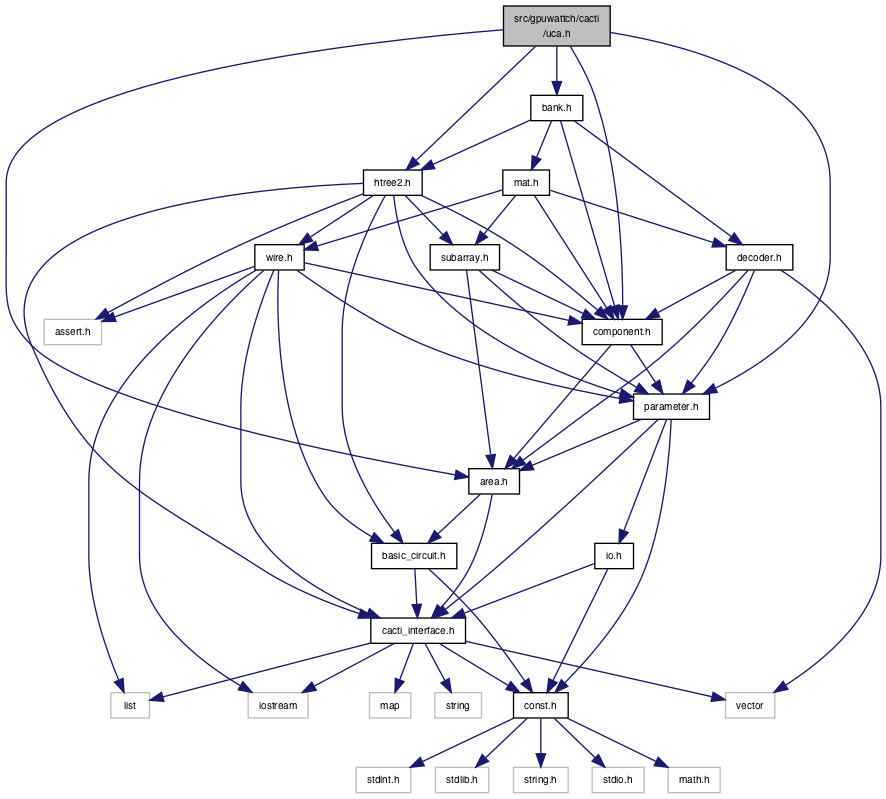 src/gpuwattch/cacti
/uca.h
bank.h
htree2.h
mat.h
wire.h
subarray.h
decoder.h
assert.h
component.h
parameter.h
area.h
basic_circuit.h
io.h
cacti_interface.h
list
iostream
map
string
const.h
vector
stdint.h
stdlib.h
string.h
stdio.h
math.h